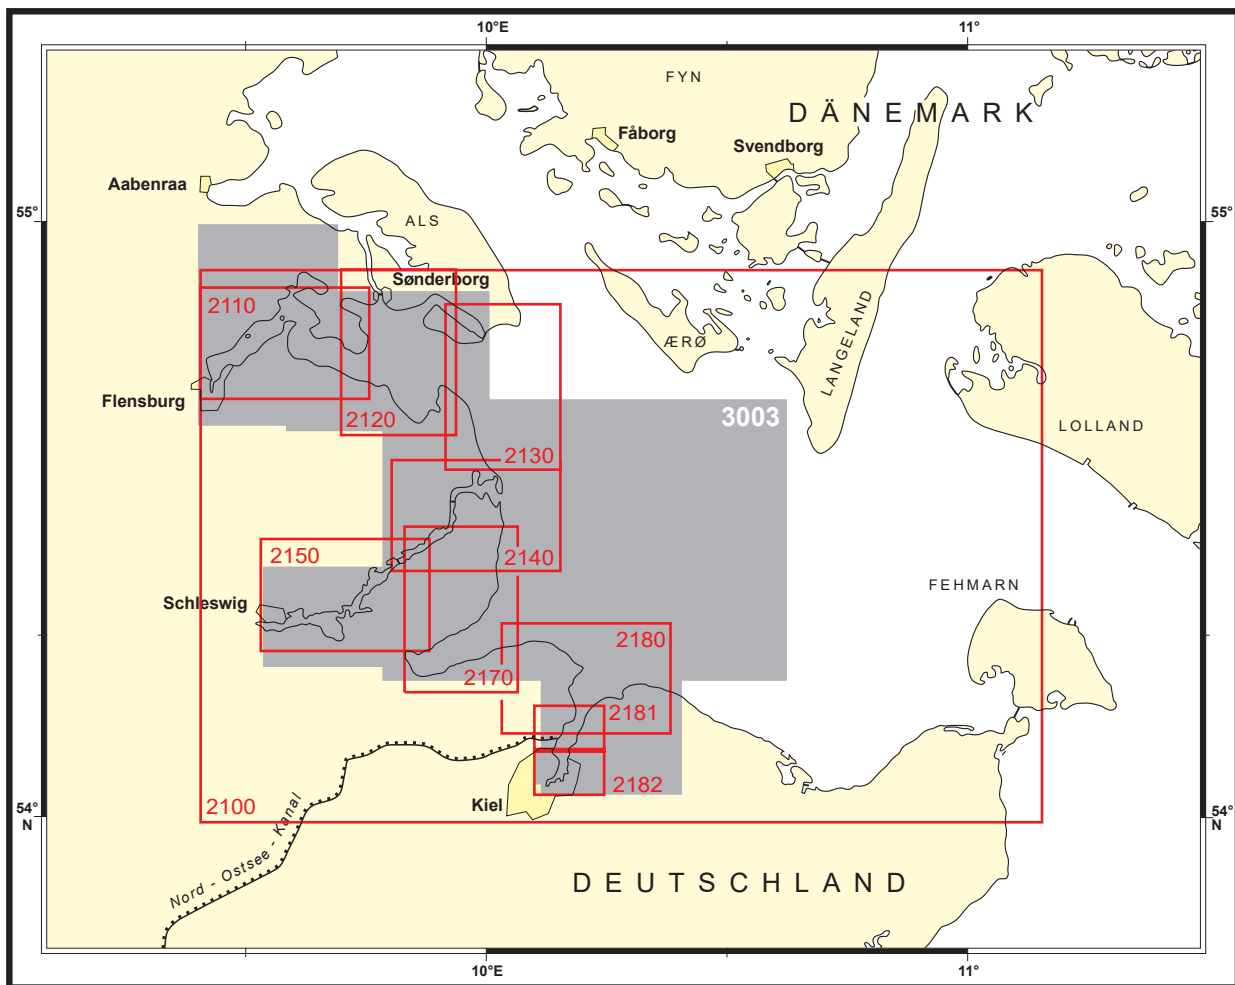 10°E
11°
FYN
DÄNEMARK
Fåborg
Svendborg
Aabenraa
55°
55°
ALS
Sønderborg
2110
LANGELAND
ÆRØ
Flensburg
2120
3003
LOLLAND
2130
2150
2140
FEHMARN
Schleswig
2180
2170
2181
2182
Kiel
2100
54°
N
54°
N
Nord - Ostsee - Kanal
DEUTSCHLAND
10°E
11°